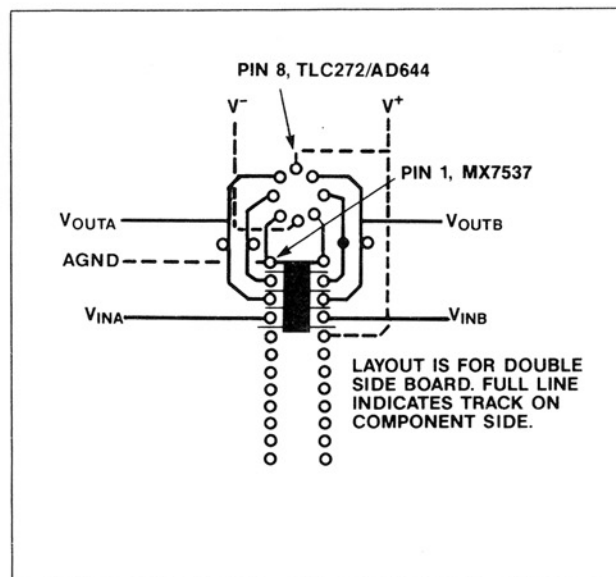 PIN 8, TLC272/AD644
V- V+
PIN 1, MX7537
VOUTA VOUTB
AGND
VINA VINB
LAYOUT IS FOR DOUBLE
SIDE BOARD. FULL LINE
INDICATES TRACK ON
COMPONENT SIDE.